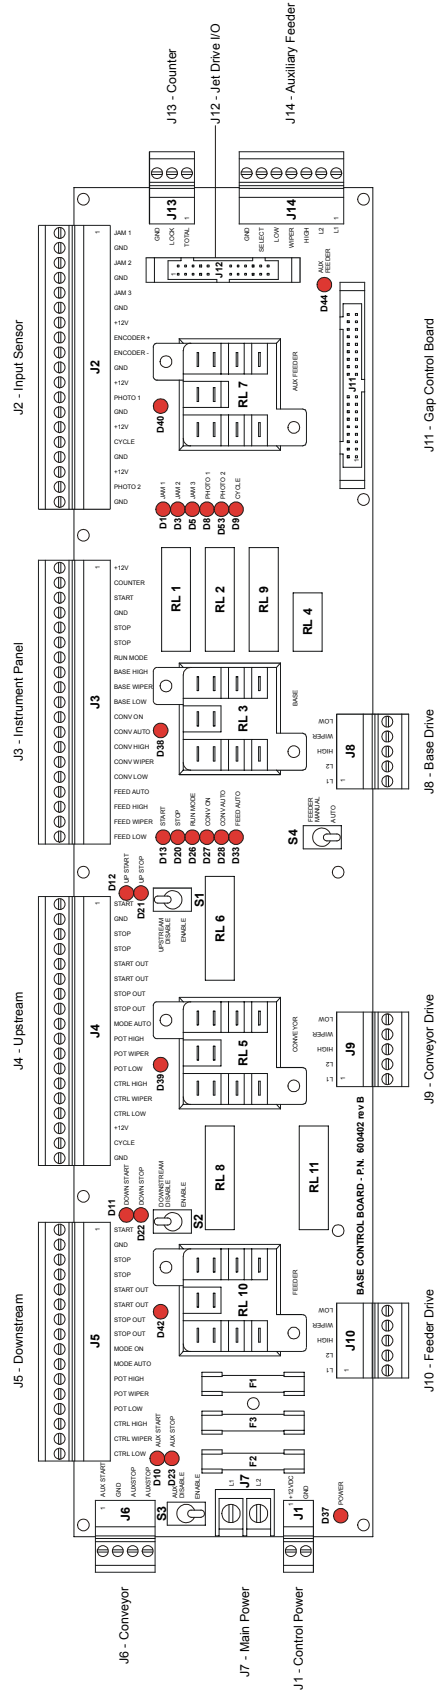 J13 - Counter
J12 - Jet Drive I/O
J14 - Auxiliary Feeder
J2 - Input Sensor
J3 - Instrument Panel
J4 - Upstream
J5 - Downstream
J6 - Conveyor
J7 - Main Power
J1 - Control Power
J11 - Gap Control Board
J8 - Base Drive
J9 - Conveyor Drive
J10 - Feeder Drive
J13
1
GND
LOCK
TOTAL
J14
1
GND
SELECT
LOW
WIPER
HIGH
L2
L1
J12
1
D44
AUX
FEEDER
J11
1
J2
1
JAM 1
GND
JAM 2
GND
JAM 3
GND
+12V
ENCODER +
ENCODER -
GND
+12V
PHOTO 1
GND
+12V
CYCLE
GND
+12V
PHOTO 2
GND
D40
RL 7
AUX FEEDER
D1 JAM 1
D3 JAM 2
D5 JAM 3
D8 PHOTO 1
D53 PHOTO 2
D9 CYCLE
RL 1
RL 2
RL 9
RL 4
J3
1
+12V
COUNTER
START
GND
STOP
STOP
RUN MODE
BASE HIGH
BASE WIPER
BASE LOW
CONV ON
CONV AUTO
CONV HIGH
CONV WIPER
CONV LOW
FEED AUTO
FEED HIGH
FEED WIPER
FEED LOW
D38
RL 3
BASE
D13 START
D20 STOP
D26 RUN MODE
D27 CONV ON
D28 CONV AUTO
D33 FEED AUTO
J8
1
L1
L2
HIGH
WIPER
LOW
S4
FEEDER
MANUAL
AUTO
D12 UP START
D21 UP STOP
S1
UPSTREAM
DISABLE
ENABLE
RL 6
J4
1
START
GND
STOP
STOP
START OUT
START OUT
STOP OUT
STOP OUT
MODE AUTO
POT HIGH
POT WIPER
POT LOW
CTRL HIGH
CTRL WIPER
CTRL LOW
+12V
CYCLE
GND
D39
RL 5
CONVEYOR
J9
1
L1
L2
HIGH
WIPER
LOW
D11 DOWN START
D22 DOWN STOP
S2
DOWNSTREAM
DISABLE
ENABLE
RL 8
RL 11
BASE CONTROL BOARD - P.N. 600402 rev B
J5
1
START
GND
STOP
STOP
START OUT
START OUT
STOP OUT
STOP OUT
MODE ON
MODE AUTO
POT HIGH
POT WIPER
POT LOW
CTRL HIGH
CTRL WIPER
CTRL LOW
D42
RL 10
FEEDER
J10
1
L1
L2
HIGH
WIPER
LOW
F1
F3
F2
D10 AUX START
D23 AUX STOP
S3
AUX
DISABLE
ENABLE
J6
1
AUX START
GND
AUXSTOP
AUXSTOP
J7
L1
L2
J1
1
+12VDC
GND
D37
POWER